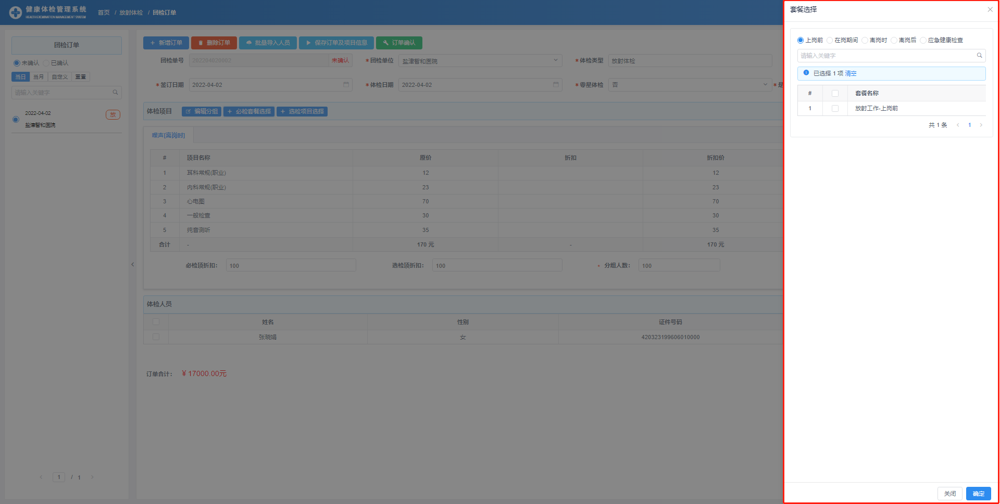 健康体检管理系统
HEALTH EXMINATION MANAGEMENT SYSTEM
首页 / 放射体检 / 团检订单
团检订单
未确认 已确认
当日 当月 自定义 重置
请输入关键字
2022-04-02
放
盐津智和医院
1 / 1
新增订单 删除订单 批量导入人员 保存订单及项目信息 订单确认
团检单号 202204020002 未确认 *团检单位 盐津智和医院 *体检类型 放射体检
*签订日期 2022-04-02 *体检日期 2022-04-02 *零星体检 否 *是
体检项目 编辑分组 必检套餐选择 选检项目选择
噪声[离岗时]
# 项目名称 原价 折扣 折扣价
1 耳科常规(职业) 12 12
2 内科常规(职业) 23 23
3 心电图 70 70
4 一般检查 30 30
5 纯音测听 35 35
合计 - 170 元 - 170 元
必检项折扣: 100 选检项折扣: 100 * 分组人数: 100
体检人员
姓名 性别 证件号码
张晓娟 女 420323199606010000
订单合计: ¥ 17000.00元
套餐选择
上岗前 在岗期间 离岗时 离岗后 应急健康检查
请输入关键字
已选择 1 项 清空
# 套餐名称
1 放射工作-上岗前
共 1 条 1
关闭 确定